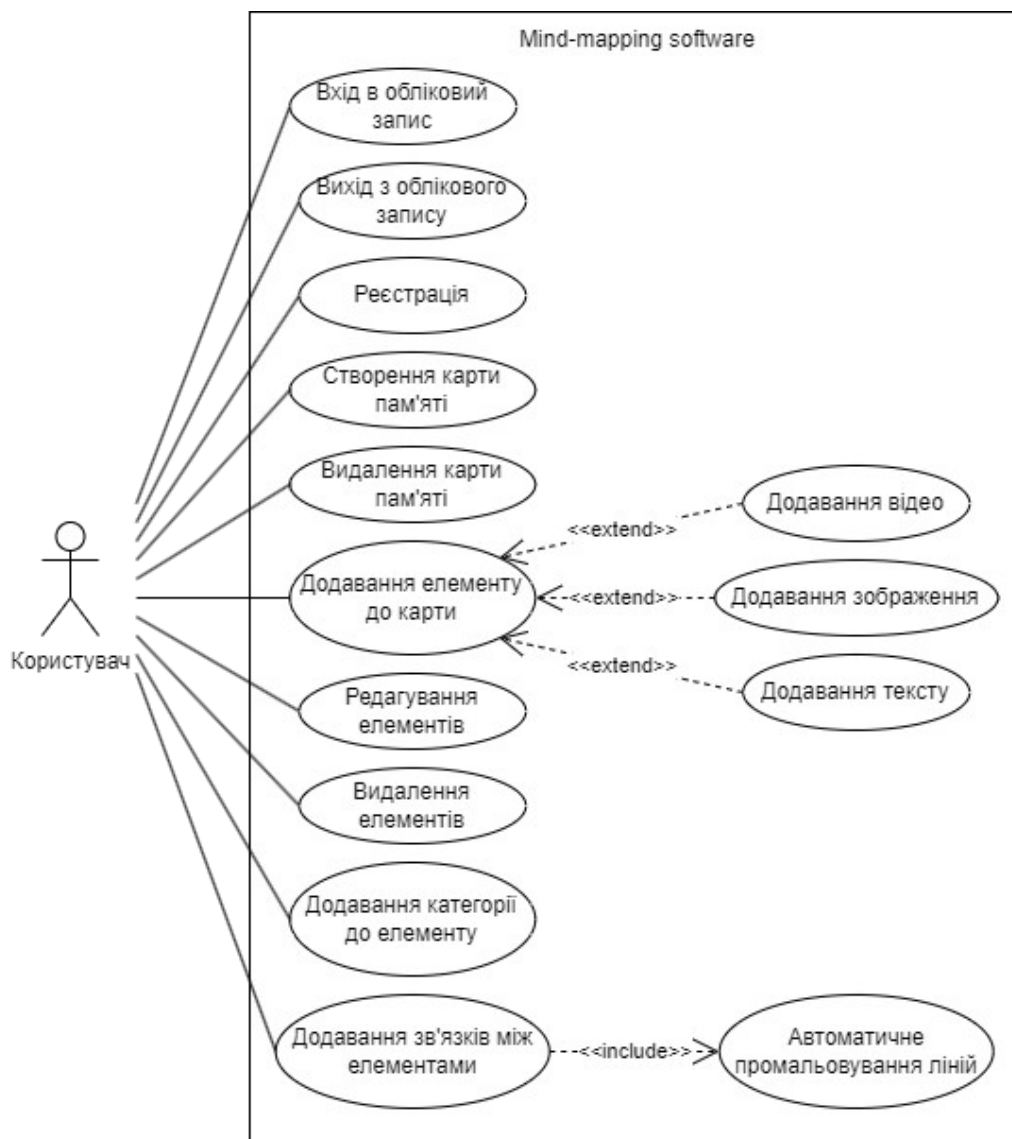 Mind-mapping software
Вхід в обліковий
запис
Вихід з облікового
запису
Реєстрація
Створення карти
пам'яті
Видалення карти
пам'яті
Додавання відео
<<extend>>
Додавання елементу
до карти
<<extend>>
Додавання зображення
Користувач
<<extend>>
Додавання тексту
Редагування
елементів
Видалення
елементів
Додавання категорії
до елементу
Додавання зв'язків між
елементами
<<include>>
Автоматичне
промальовування ліній